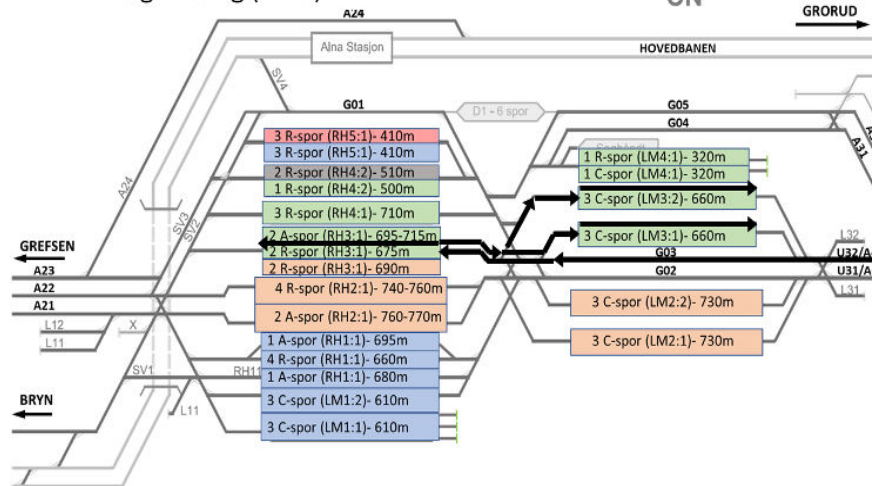 A24
GRORUD
Alna Stasjon
HOVEDBANEN
SV4
G01
D1 - 6 spor
G05
G04
A31
3 R-spor (RH5:1)- 410m
3 R-spor (RH5:1)- 410m
2 R-spor (RH4:2)- 510m
1 R-spor (RH4:2)- 500m
3 R-spor (RH4:1)- 710m
2 A-spor (RH3:1)- 695-715m
2 R-spor (RH3:1)- 675m
2 R-spor (RH3:1)- 690m
4 R-spor (RH2:1)- 740-760m
2 A-spor (RH2:1)- 760-770m
1 A-spor (RH1:1)- 695m
4 R-spor (RH1:1)- 660m
1 A-spor (RH1:1)- 680m
3 C-spor (LM1:2)- 610m
3 C-spor (LM1:1)- 610m
1 R-spor (LM4:1)- 320m
1 C-spor (LM4:1)- 320m
3 C-spor (LM3:2)- 660m
3 C-spor (LM3:1)- 660m
G03
G02
3 C-spor (LM2:2)- 730m
3 C-spor (LM2:1)- 730m
L32
U32/A
U31/A
L31
A24
SV3
SV2
GREFSEN
A23
A22
A21
L12
X
L11
SV1
RH11
L11
BRYN